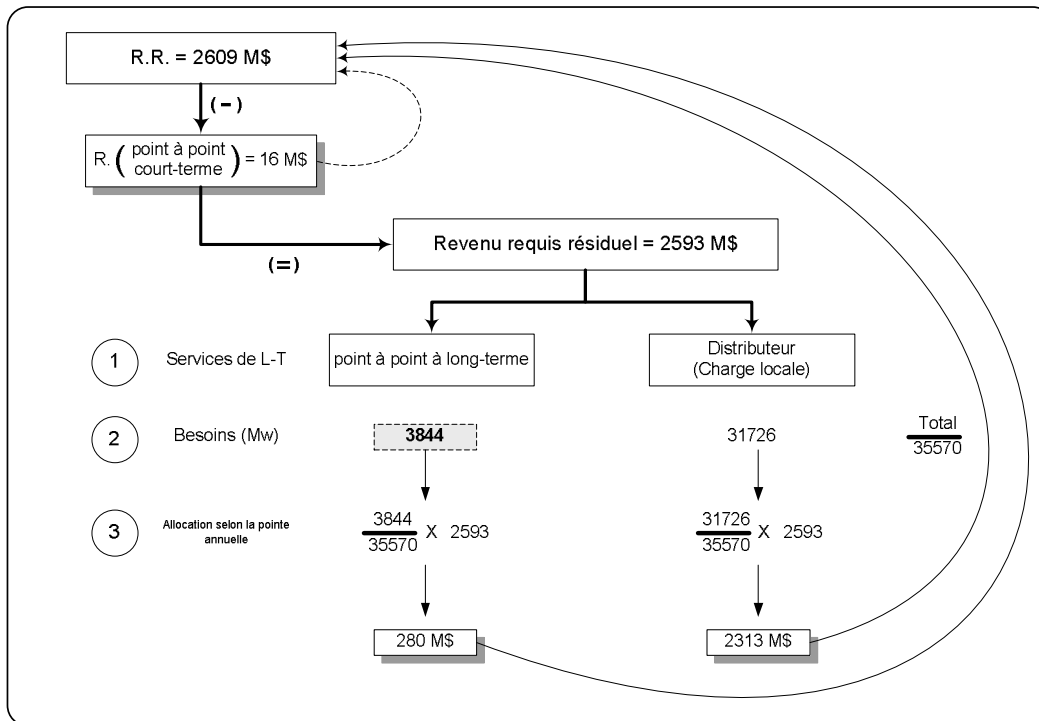 R.R. = 2609 M$
(-)
R. ( point à point
court-terme ) = 16 M$
Revenu requis résiduel = 2593 M$
(=)
1 Services de L-T point à point à long-terme Distributeur
(Charge locale)
2 Besoins (Mw) 3844 31726 Total
35570
3 Allocation selon la pointe
annuelle
3844
35570 X 2593
31726
35570 X 2593
280 M$ 2313 M$